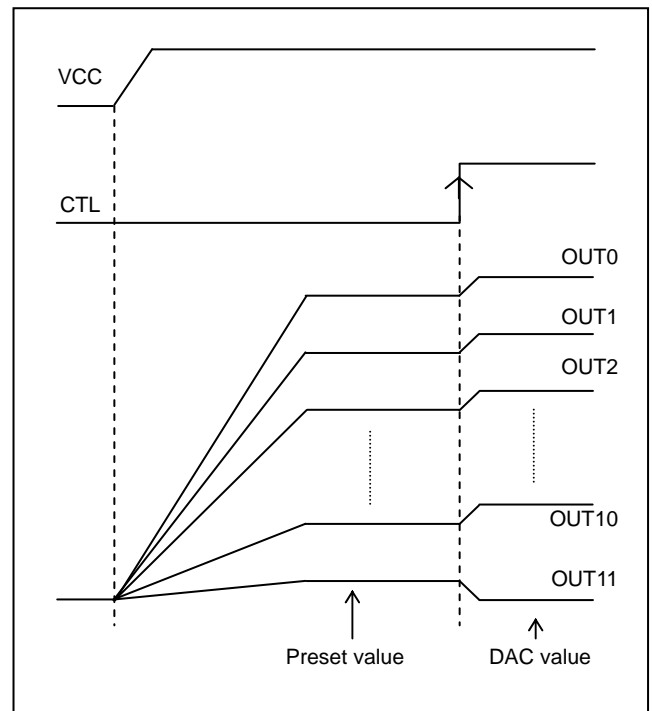 VCC
CTL
OUT0
OUT1
OUT2
OUT10
OUT11
Preset value DAC value